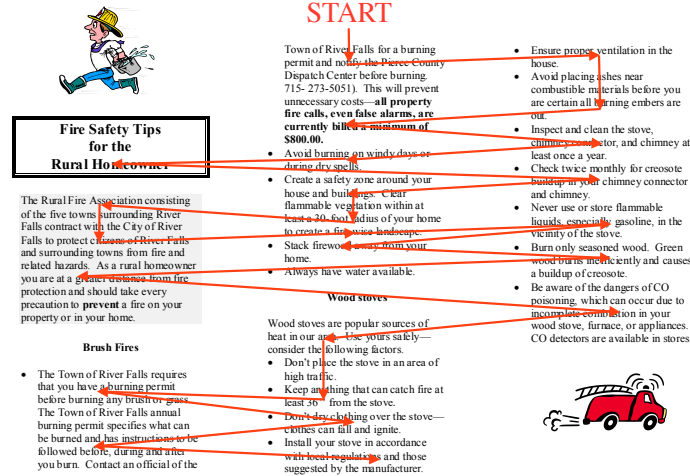 START
Fire Safety Tips
for the
Rural Homeowner
The Rural Fire Association consisting
of the five towns surrounding River
Falls contract with the City of River
Falls to protect citizens of River Falls
and surrounding towns from fire and
related hazards. As a rural homeowner
you are at a greater distance from fire
protection and should take every
precaution to prevent a fire on your
property or in your home.
Brush Fires
• The Town of River Falls requires
that you have a burning permit
before burning any brush or grass.
The Town of River Falls annual
burning permit specifies what can
be burned and has instructions to be
followed before, during and after
you burn. Contact an official of the
Town of River Falls for a burning
permit and notify the Pierce County
Dispatch Center before burning.
715- 273-5051). This will prevent
unnecessary costs—all property
fire calls, even false alarms, are
currently billed a minimum of
$800.00.
• Avoid burning on windy days or
during dry spells.
• Create a safety zone around your
house and buildings. Clear
flammable vegetation within at
least a 30-foot radius of your home
to create a fire-wise landscape.
• Stack firewood away from your
home.
• Always have water available.
Wood stoves
Wood stoves are popular sources of
heat in our area. Use yours safely—
consider the following factors.
• Don't place the stove in an area of
high traffic.
• Keep anything that can catch fire at
least 36" from the stove.
• Don't dry clothing over the stove—
clothes can fall and ignite.
• Install your stove in accordance
with local regulations and those
suggested by the manufacturer.
• Ensure proper ventilation in the
house.
• Avoid placing ashes near
combustible materials before you
are certain all burning embers are
out.
• Inspect and clean the stove,
chimney connector, and chimney at
least once a year.
• Check twice monthly for creosote
buildup in your chimney connector
and chimney.
• Never use or store flammable
liquids, especially gasoline, in the
vicinity of the stove.
• Burn only seasoned wood. Green
wood burns inefficiently and causes
a buildup of creosote.
• Be aware of the dangers of CO
poisoning, which can occur due to
incomplete combustion in your
wood stove, furnace, or appliances.
CO detectors are available in stores